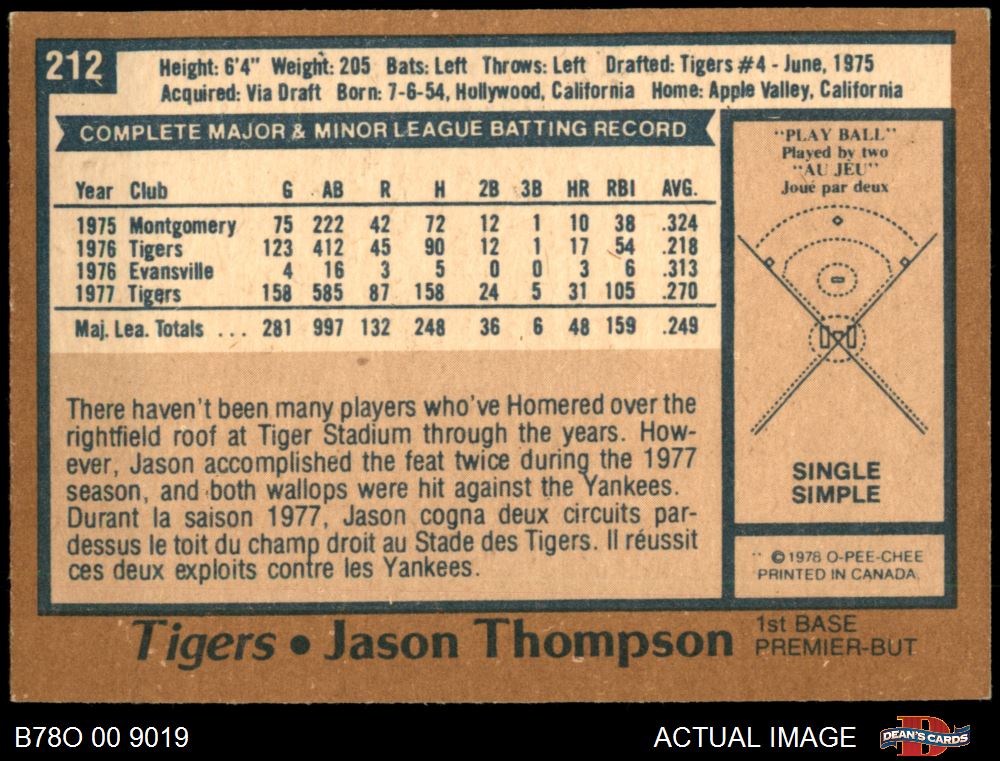 212
Height: 6'4" Weight: 205 Bats: Left Throws: Left Drafted: Tigers #4 - June, 1975
Acquired: Via Draft Born: 7-6-54, Hollywood, California Home: Apple Valley, California
COMPLETE MAJOR & MINOR LEAGUE BATTING RECORD
Year Club G AB R H 2B 3B HR RBI AVG.
1975 Montgomery 75 222 42 72 12 1 10 38 .324
1976 Tigers 123 412 45 90 12 1 17 54 .218
1976 Evansville 4 16 3 5 0 0 3 6 .313
1977 Tigers 158 585 87 158 24 5 31 105 .270
Maj. Lea. Totals ... 281 997 132 248 36 6 48 159 .249
There haven't been many players who've Homered over the
rightfield roof at Tiger Stadium through the years. How-
ever, Jason accomplished the feat twice during the 1977
season, and both wallops were hit against the Yankees.
Durant la saison 1977, Jason cogna deux circuits par-
dessus le toit du champ droit au Stade des Tigers. Il réussit
ces deux exploits contre les Yankees.
"PLAY BALL"
Played by two
"AU JEU"
Joué par deux
SINGLE
SIMPLE
** © 1978 O-PEE-CHEE
PRINTED IN CANADA
Tigers • Jason Thompson
1st BASE
PREMIER-BUT
B78O 00 9019
ACTUAL IMAGE
D
DEAN'S CARDS